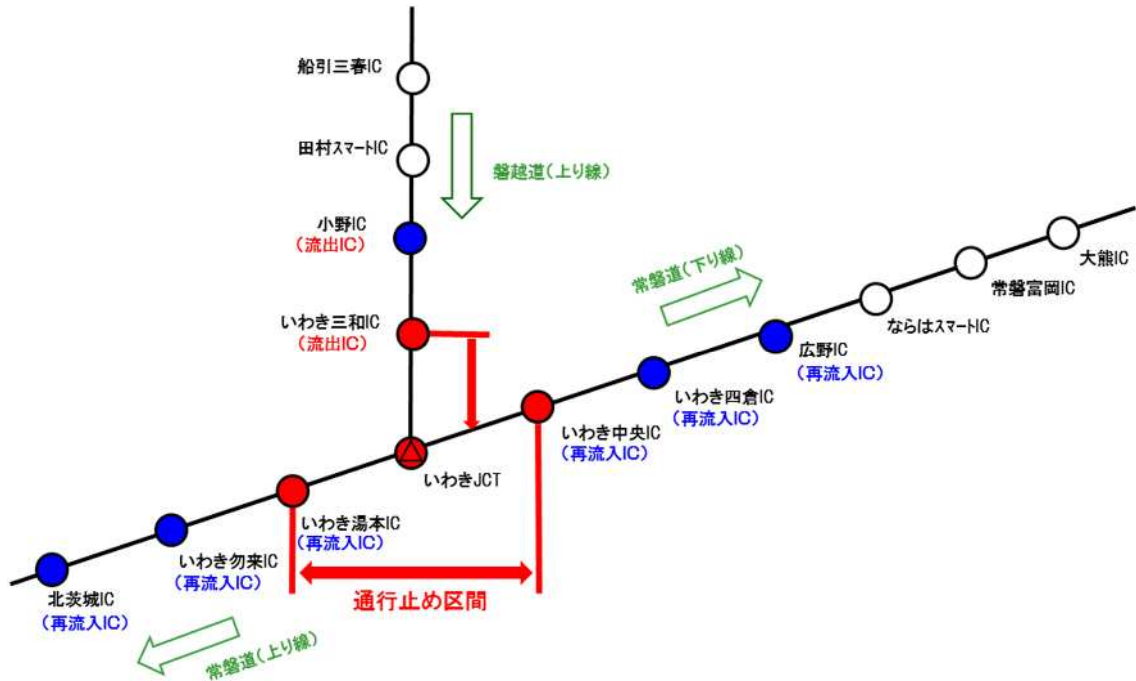 船引三春IC
田村スマートIC
磐越道(上り線)
小野IC
(流出IC)
常磐道(下り線)
大熊IC
常磐富岡IC
ならはスマートIC
いわき三和IC
(流出IC)
広野IC
(再流入IC)
いわき四倉IC
(再流入IC)
いわき中央IC
(再流入IC)
いわきJCT
いわき湯本IC
(再流入IC)
いわき勿来IC
(再流入IC)
北茨城IC
(再流入IC)
通行止め区間
常磐道(上り線)